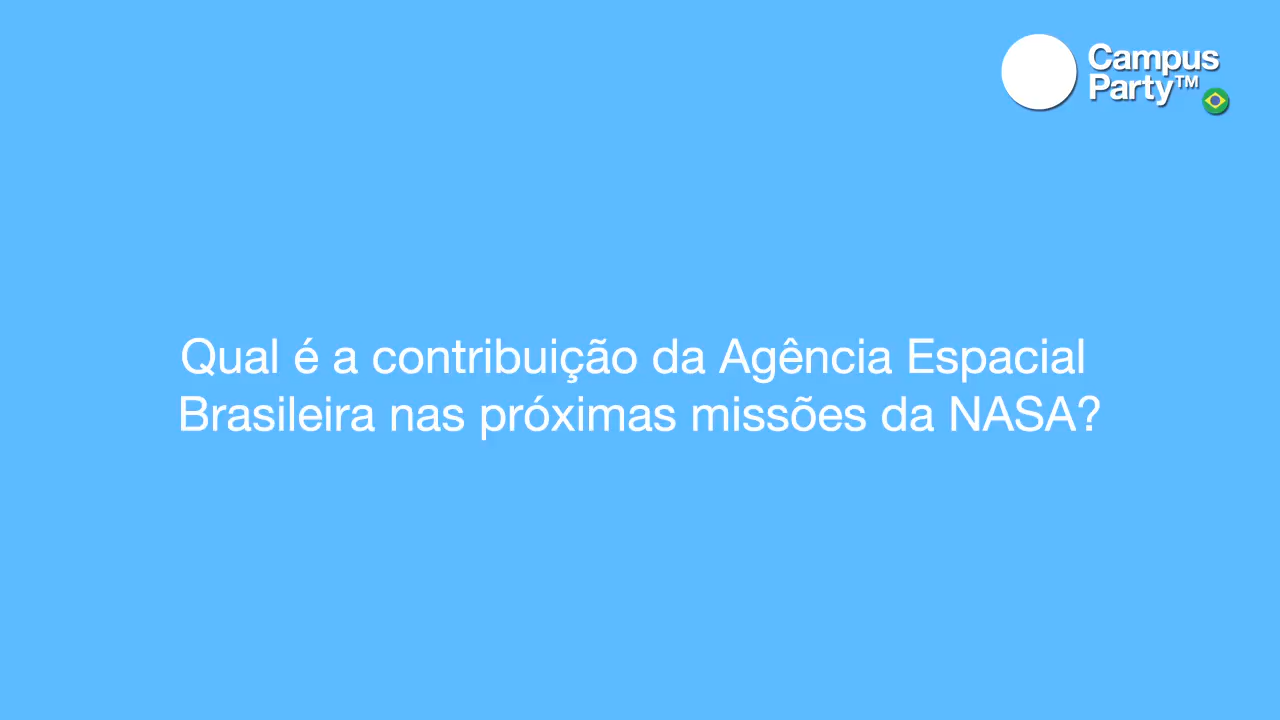 Campus
Party™
Qual é a contribuição da Agência Espacial
Brasileira nas próximas missões da NASA?